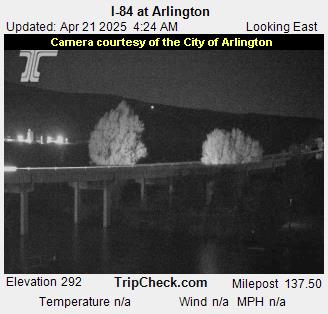 I-84 at Arlington
Updated: Apr 21 2025 4:24 AM Looking East
Camera courtesy of the City of Arlington
Elevation 292 TripCheck.com Milepost 137.50
Temperature n/a Wind n/a MPH n/a